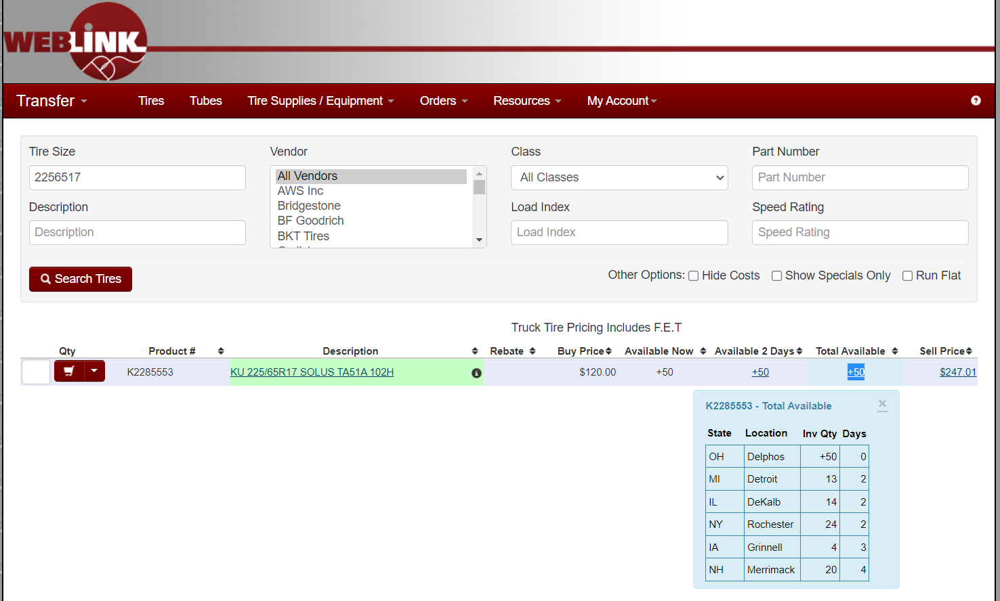 WEBLINK
Transfer Tires Tubes Tire Supplies / Equipment Orders Resources My Account ?
Tire Size Vendor Class Part Number
2256517 All Vendors All Classes Part Number
AWS Inc
Description Bridgestone Load Index Speed Rating
BF Goodrich
Description BKT Tires Load Index Speed Rating
Search Tires Other Options: Hide Costs Show Specials Only Run Flat
Truck Tire Pricing Includes F.E.T
Qty Product # Description Rebate Buy Price Available Now Available 2 Days Total Available Sell Price
K2285553 KU 225/65R17 SOLUS TA51A 102H $120.00 +50 +50 +50 $247.01
K2285553 - Total Available ×
State Location Inv Qty Days
OH Delphos +50 0
MI Detroit 13 2
IL DeKalb 14 2
NY Rochester 24 2
IA Grinnell 4 3
NH Merrimack 20 4